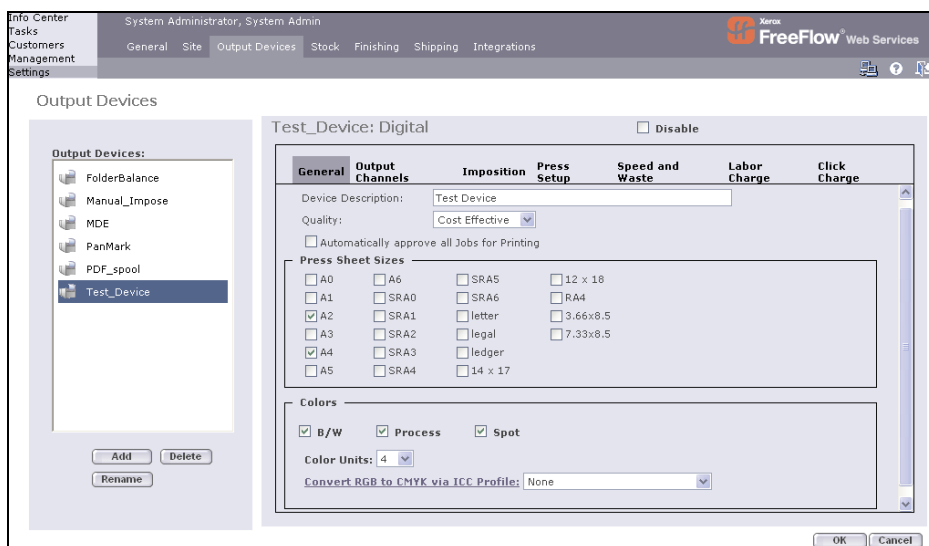 Info Center
Tasks
Customers
Management
Settings
System Administrator, System Admin
General Site Output Devices Stock Finishing Shipping Integrations
Xerox
FreeFlow® Web Services
Output Devices
Output Devices:
FolderBalance
Manual_Impose
MDE
PanMark
PDF_spool
Test_Device
Add Delete
Rename
Test_Device: Digital Disable
General Output Channels Imposition Press Setup Speed and Waste Labor Charge Click Charge
Device Description: Test Device
Quality: Cost Effective
Automatically approve all Jobs for Printing
Press Sheet Sizes
A0 A6 SRA5 12 x 18
A1 SRA0 SRA6 RA4
A2 SRA1 letter 3.66x8.5
A3 SRA2 legal 7.33x8.5
A4 SRA3 ledger
A5 SRA4 14 x 17
Colors
B/W Process Spot
Color Units: 4
Convert RGB to CMYK via ICC Profile: None
OK Cancel